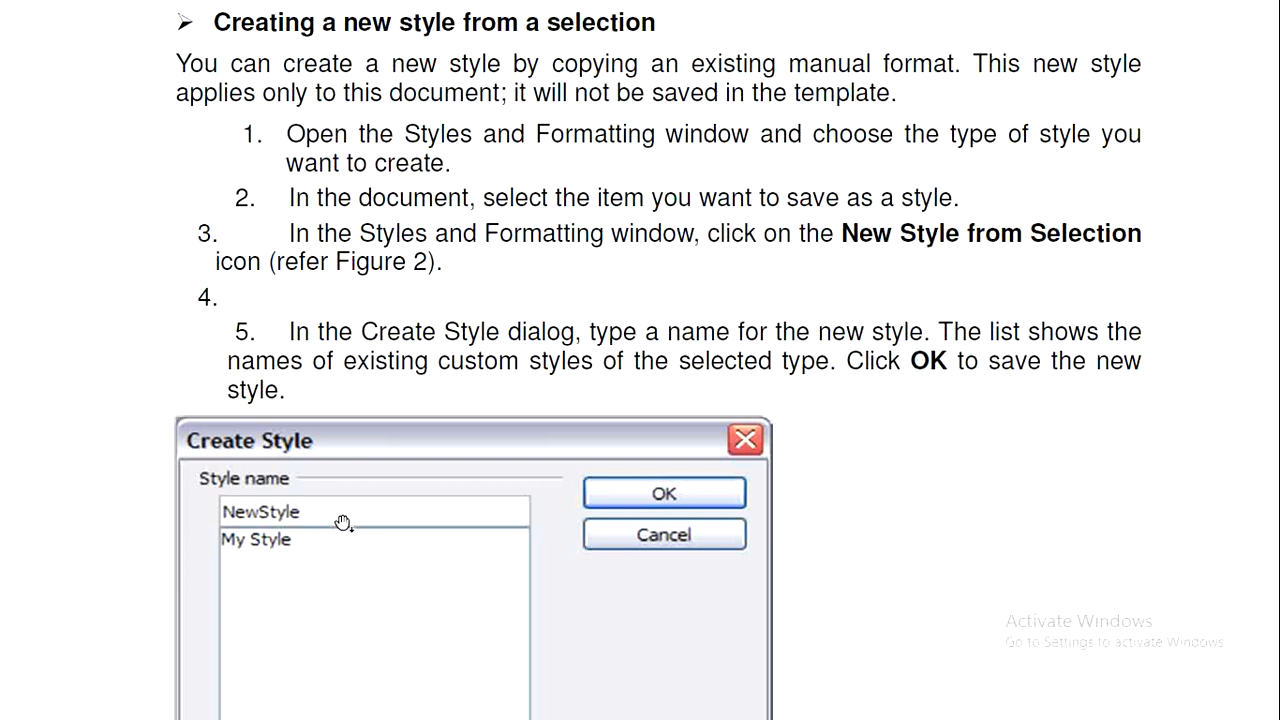 ➢ Creating a new style from a selection
You can create a new style by copying an existing manual format. This new style
applies only to this document; it will not be saved in the template.
1. Open the Styles and Formatting window and choose the type of style you
want to create.
2. In the document, select the item you want to save as a style.
3. In the Styles and Formatting window, click on the New Style from Selection
icon (refer Figure 2).
4.
5. In the Create Style dialog, type a name for the new style. The list shows the
names of existing custom styles of the selected type. Click OK to save the new
style.
Create Style
Style name
OK
NewStyle
Cancel
My Style
Activate Windows
Go to Settings to activate Windows